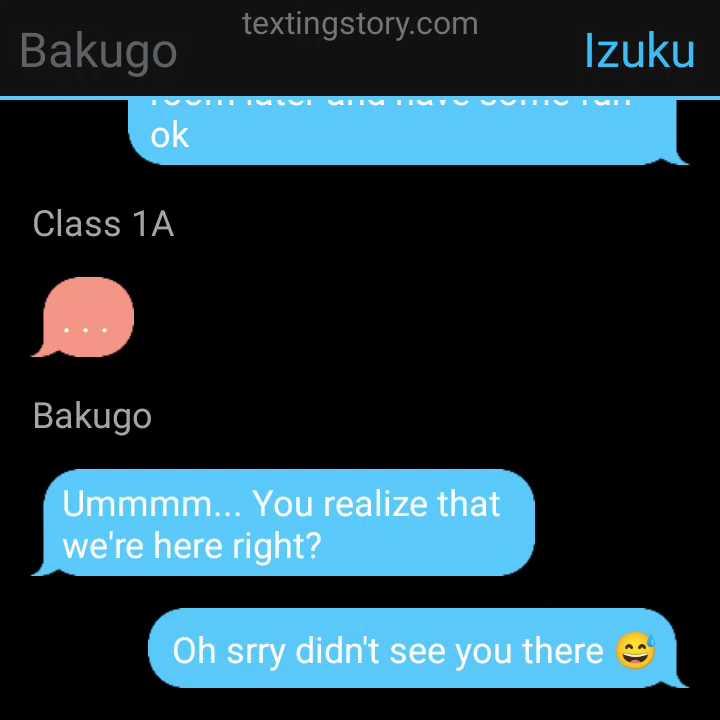 textingstory.com
Bakugo
Izuku
ok
Class 1A
...
Bakugo
Ummmm... You realize that
we're here right?
Oh srry didn't see you there 😅